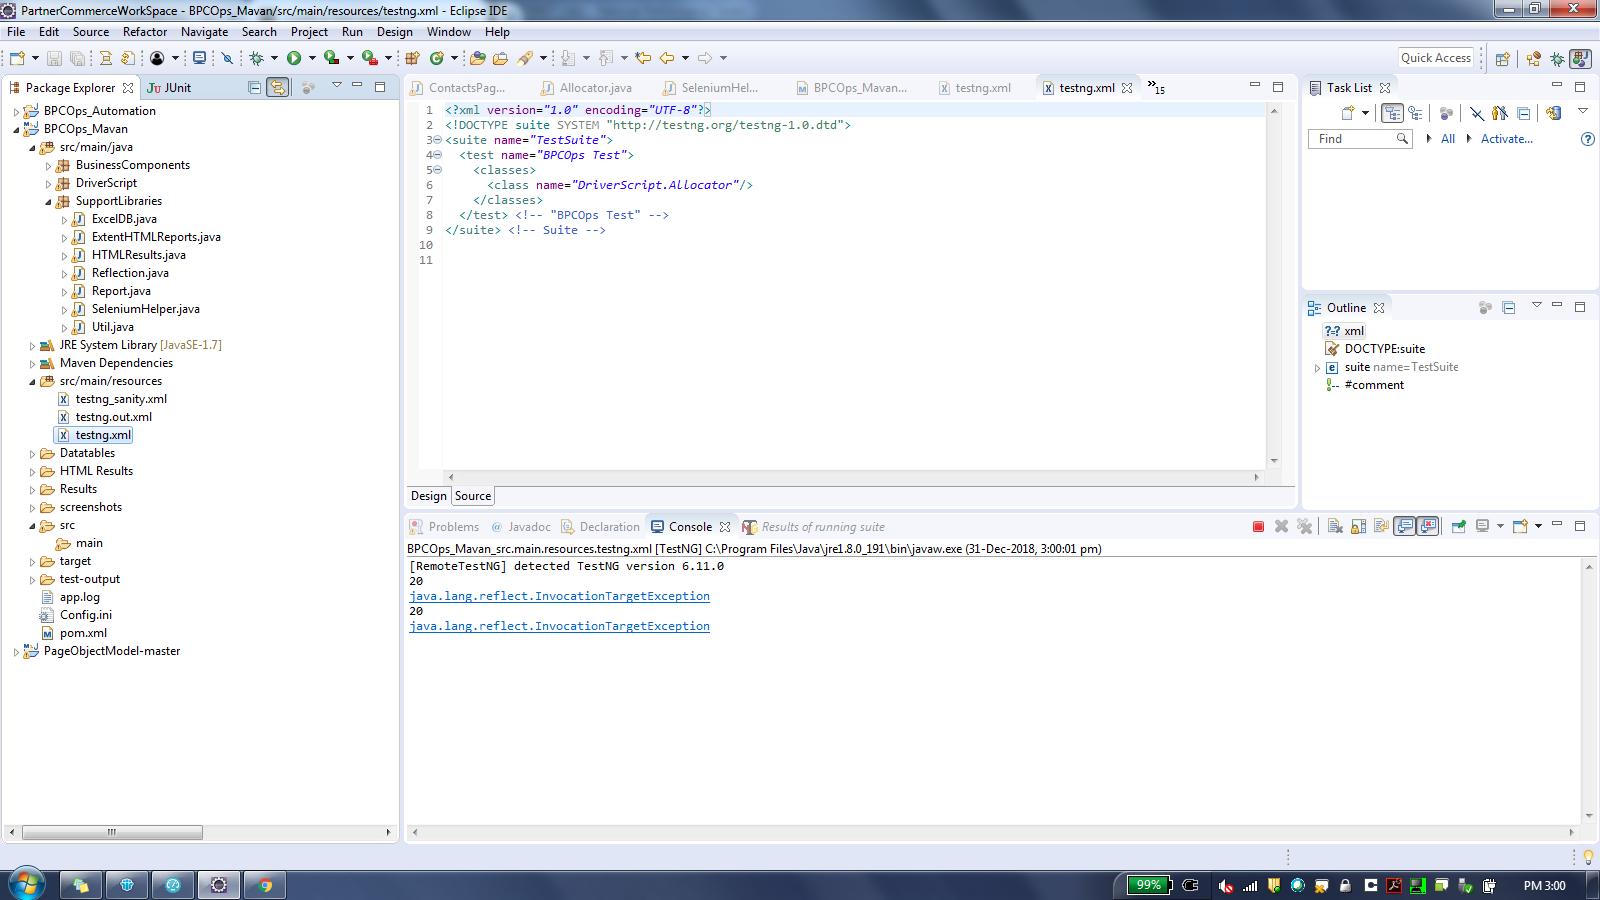 PartnerCommerceWorkSpace - BPCOps_Mavan/src/main/resources/testng.xml - Eclipse IDE
File Edit Source Refactor Navigate Search Project Run Design Window Help
Quick Access
Package Explorer JUnit
BPCOps_Automation
BPCOps_Mavan
src/main/java
BusinessComponents
DriverScript
SupportLibraries
ExcelDB.java
ExtentHTMLReports.java
HTMLResults.java
Reflection.java
Report.java
SeleniumHelper.java
Util.java
JRE System Library [JavaSE-1.7]
Maven Dependencies
src/main/resources
testng_sanity.xml
testng.out.xml
testng.xml
Datatables
HTML Results
Results
screenshots
src
main
target
test-output
app.log
Config.ini
pom.xml
PageObjectModel-master
ContactsPag... Allocator.java SeleniumHel... BPCOps_Mavan... testng.xml testng.xml »15
1 <?xml version="1.0" encoding="UTF-8"?>
2 <!DOCTYPE suite SYSTEM "http://testng.org/testng-1.0.dtd">
3 <suite name="TestSuite">
4 <test name="BPCOps Test">
5 <classes>
6 <class name="DriverScript.Allocator"/>
7 </classes>
8 </test> <!-- "BPCOps Test" -->
9 </suite> <!-- Suite -->
10
11
Design Source
Problems Javadoc Declaration Console Results of running suite
BPCOps_Mavan_src.main.resources.testng.xml [TestNG] C:\Program Files\Java\jre1.8.0_191\bin\javaw.exe (31-Dec-2018, 3:00:01 pm)
[RemoteTestNG] detected TestNG version 6.11.0
20
java.lang.reflect.InvocationTargetException
20
java.lang.reflect.InvocationTargetException
Task List
Find All Activate...
Outline
xml
DOCTYPE:suite
suite name=TestSuite
#comment
99% PM 3:00